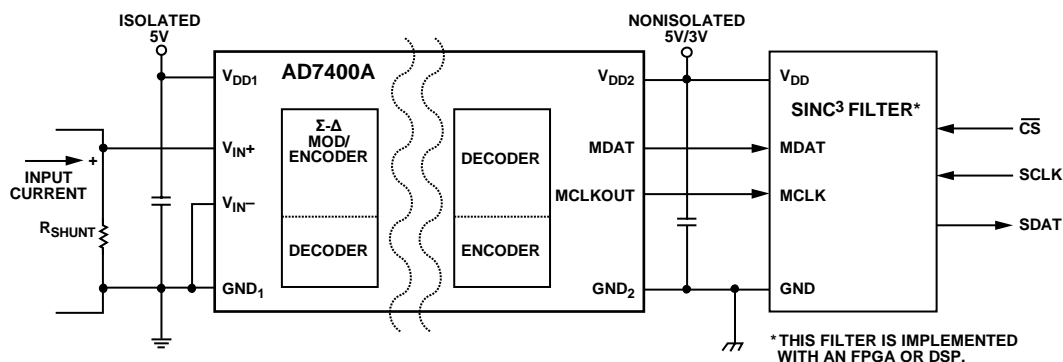 ISOLATED
5V
NONISOLATED
5V/3V
VDD1
AD7400A
VDD2
VDD
SINC3 FILTER*
Σ-Δ
MOD/
ENCODER
DECODER
CS
VIN+
MDAT
MDAT
+
INPUT
CURRENT
SCLK
MCLKOUT
MCLK
VIN–
RSHUNT
SDAT
DECODER
ENCODER
GND1
GND2
GND
*THIS FILTER IS IMPLEMENTED
WITH AN FPGA OR DSP.